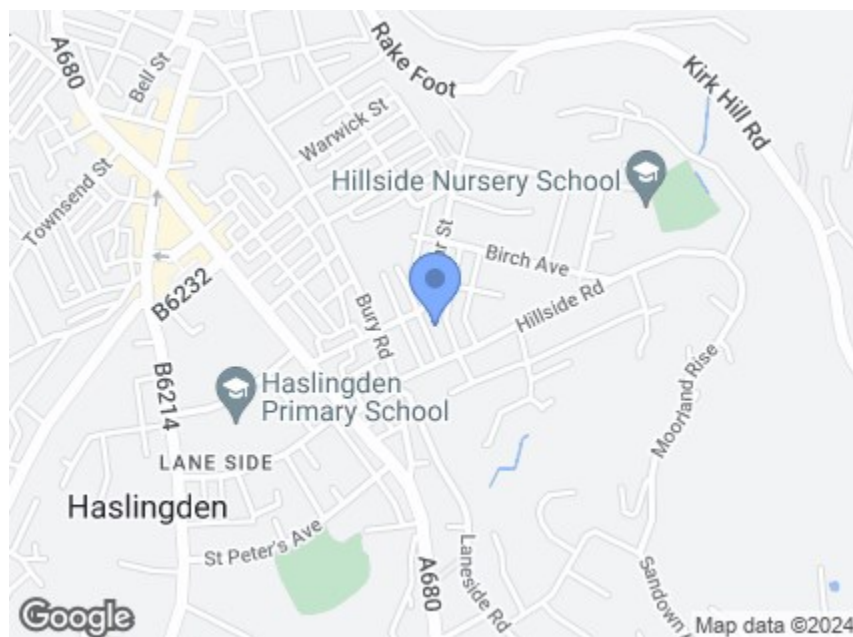 A680
Bell St
Rake Foot
Kirk Hill Rd
Warwick St
Townsend St
Hillside Nursery School
Birch Ave
B6232
Bury Rd
Hillside Rd
Haslingden
Primary School
B6214
Moorland Rise
LANE SIDE
Haslingden
St Peter's Ave
A680
Laneside Rd
Sandown
Google
Map data ©2024